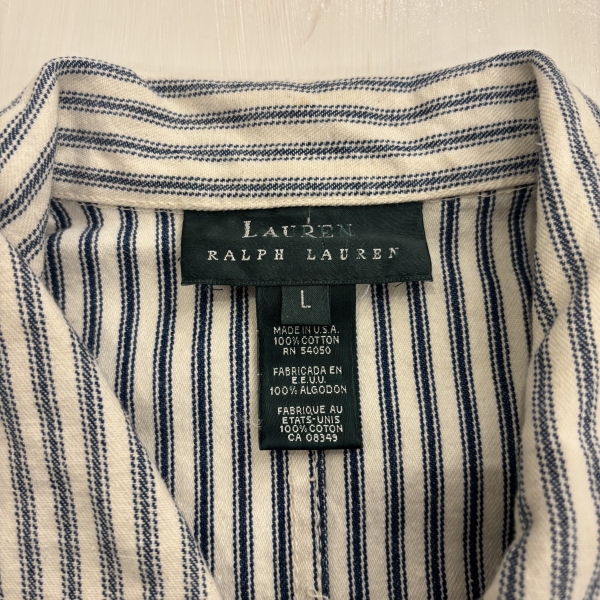 LAUREN
RALPH LAUREN
L
MADE IN U.S.A.
100% COTTON
RN 54050
FABRICADA EN
E.E.U.U.
100% ALGODON
FABRIQUE AU
ETATS-UNIS
100% COTON
CA 08349